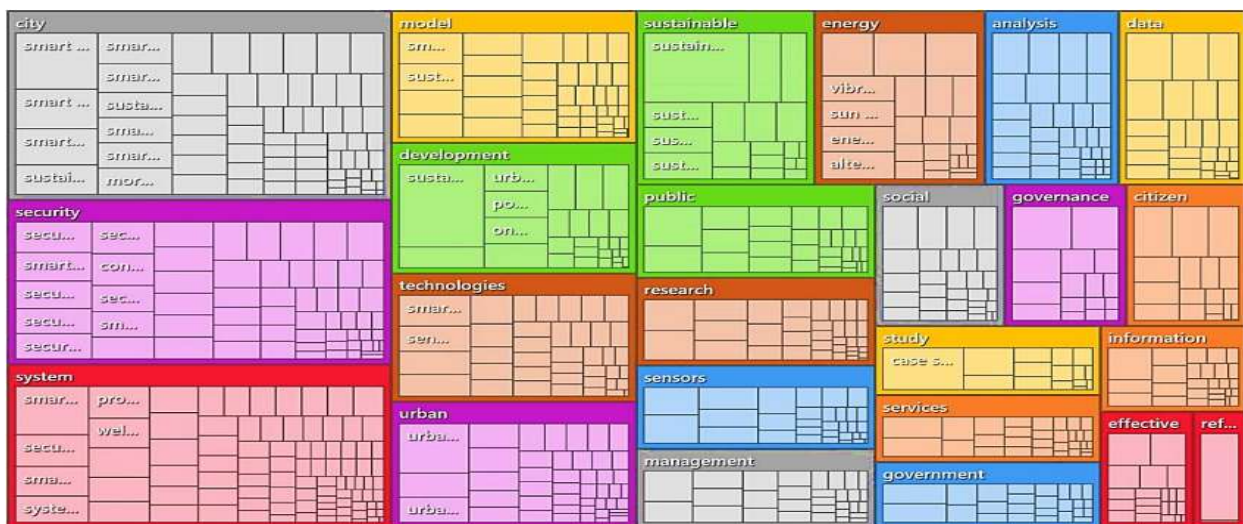 city
smart ...
smar...
smar...
smart ...
susta...
sma...
smart...
smar...
sustai...
mor...
security
secu...
sec...
smart...
con...
secu...
sec...
secu...
sm...
secur...
system
smar...
pro...
wel...
secu...
sma...
syste...
model
sm...
sust...
development
susta...
urb...
po...
on...
technologies
smar...
sen...
urban
urba...
urba...
sustainable
sustain...
sust...
sus...
sust...
energy
vibr...
sun ...
ene...
alte...
analysis
data
public
social
governance
citizen
research
sensors
management
study
case s...
information
services
government
effective
ref...